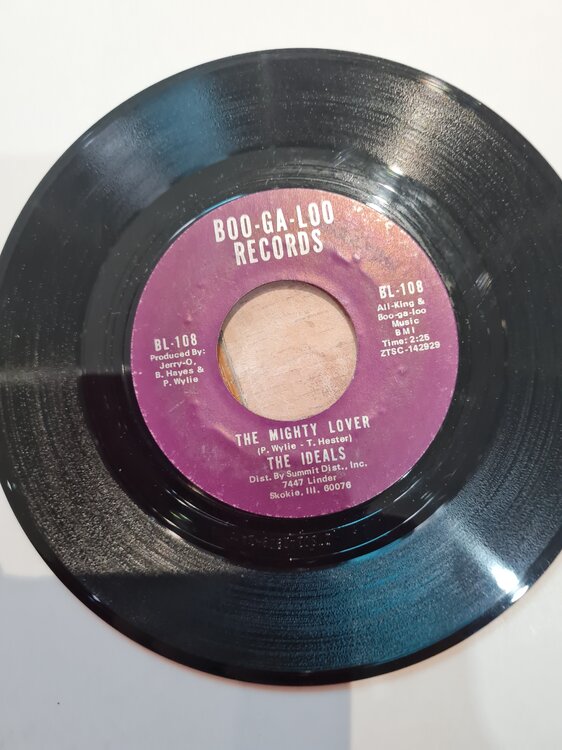 BOO-GA-LOO
RECORDS
BL-108
Produced By:
Jerry-O,
B. Hayes &
P. Wylie
BL-108
All-King &
Boo-ga-loo
Music
BMI
Time: 2:25
ZTSC-142929
THE MIGHTY LOVER
(P. Wylie - T. Hester)
THE IDEALS
Dist. By Summit Dist., Inc.
7447 Linder
Skokia, Ill. 60076